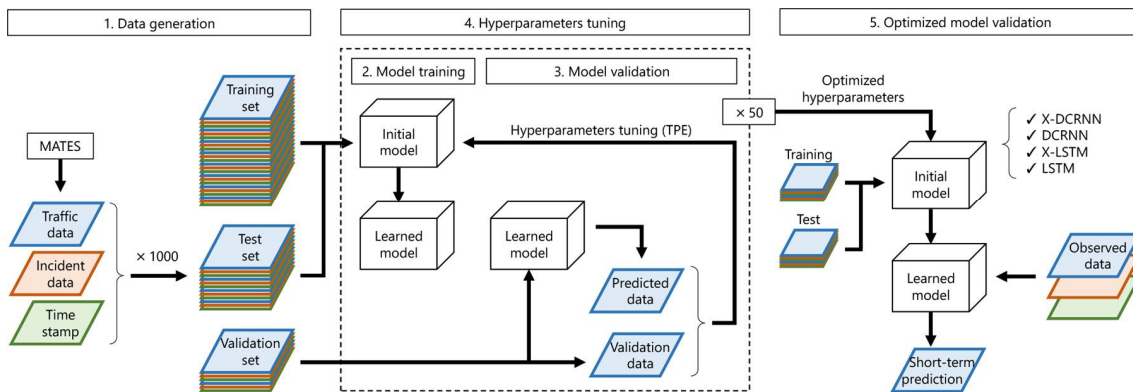 1. Data generation
4. Hyperparameters tuning
5. Optimized model validation
2. Model training
3. Model validation
MATES
Traffic
data
Incident
data
Time
stamp
× 1000
Training
set
Test
set
Validation
set
Initial
model
Learned
model
Learned
model
Hyperparameters tuning (TPE)
Predicted
data
Validation
data
× 50
Optimized
hyperparameters
Training
Test
Initial
model
✓ X-DCRNN
✓ DCRNN
✓ X-LSTM
✓ LSTM
Learned
model
Observed
data
Short-term
prediction